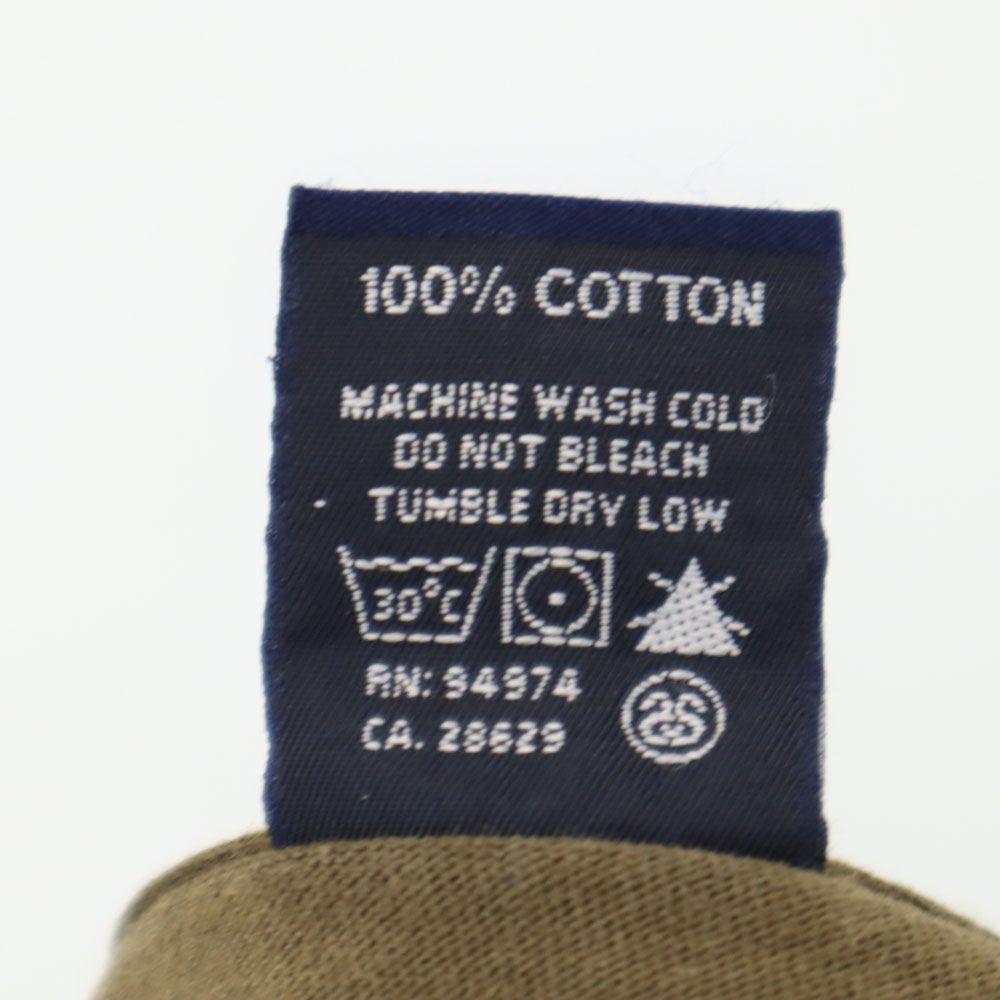 100% COTTON
MACHINE WASH COLD
DO NOT BLEACH
TUMBLE DRY LOW
30°C
RN: 94974
CA. 28629